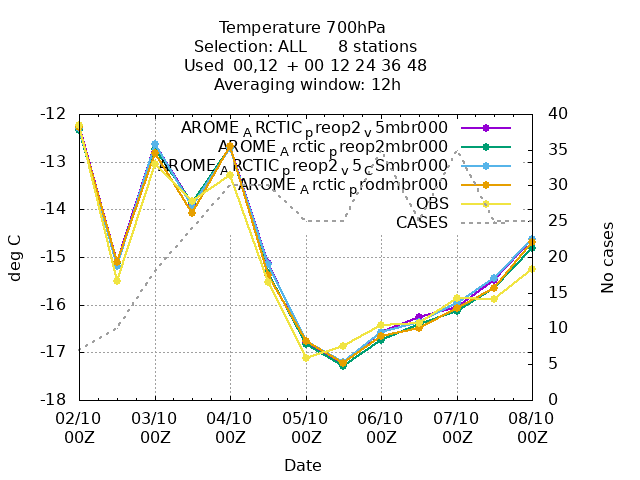 Temperature 700hPa
Selection: ALL 8 stations
Used 00,12 + 00 12 24 36 48
Averaging window: 12h
-12
-13
-14
-15
-16
-17
-18
deg C
40
35
30
25
20
15
10
5
0
No cases
AROME_ARCTIC_preop2_v5mbr000
AROME_Arctic_preop2mbr000
AROME_ARCTIC_preop2_v5_CSmbr000
AROME_Arctic_prodmbr000
OBS
CASES
02/10 03/10 04/10 05/10 06/10 07/10 08/10
00Z 00Z 00Z 00Z 00Z 00Z 00Z
Date